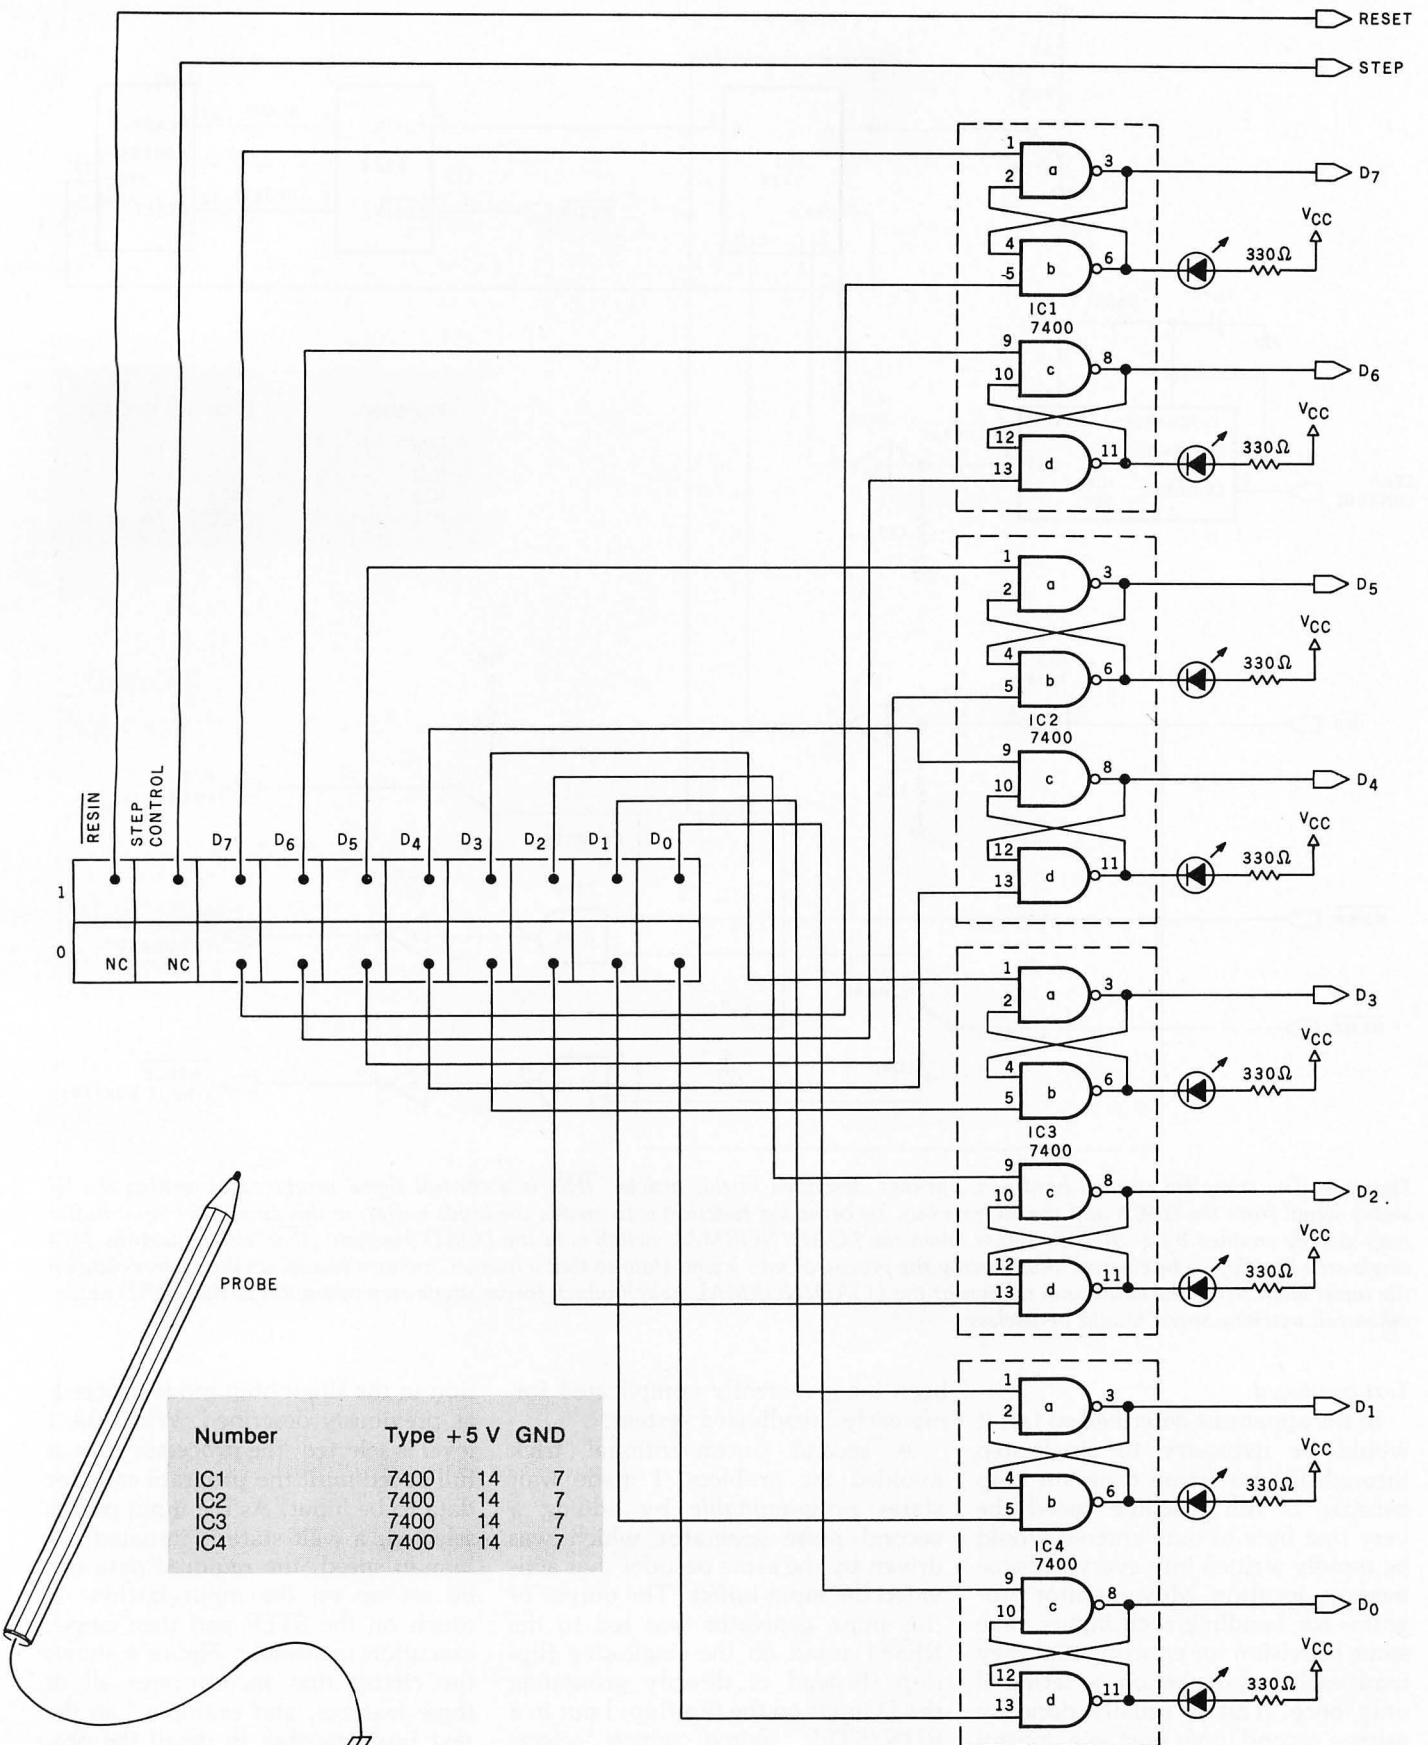 RESET
STEP
1
a
3
D7
2
VCC
4
b
6
330Ω
-5
IC1
7400
9
c
8
D6
10
VCC
12
d
11
330Ω
13
1
a
3
D5
2
VCC
4
b
6
330Ω
5
IC2
7400
9
c
8
D4
10
VCC
12
d
11
330Ω
13
RESIN
STEP CONTROL
D7 D6 D5 D4 D3 D2 D1 D0
1
0
NC NC
1
a
3
D3
2
VCC
4
b
6
330Ω
5
IC3
7400
9
c
8
D2
10
VCC
12
d
11
330Ω
13
PROBE
1
a
3
D1
2
VCC
4
b
6
330Ω
5
IC4
7400
9
c
8
D0
10
VCC
12
d
11
330Ω
13
Number Type +5 V GND
IC1 7400 14 7
IC2 7400 14 7
IC3 7400 14 7
IC4 7400 14 7